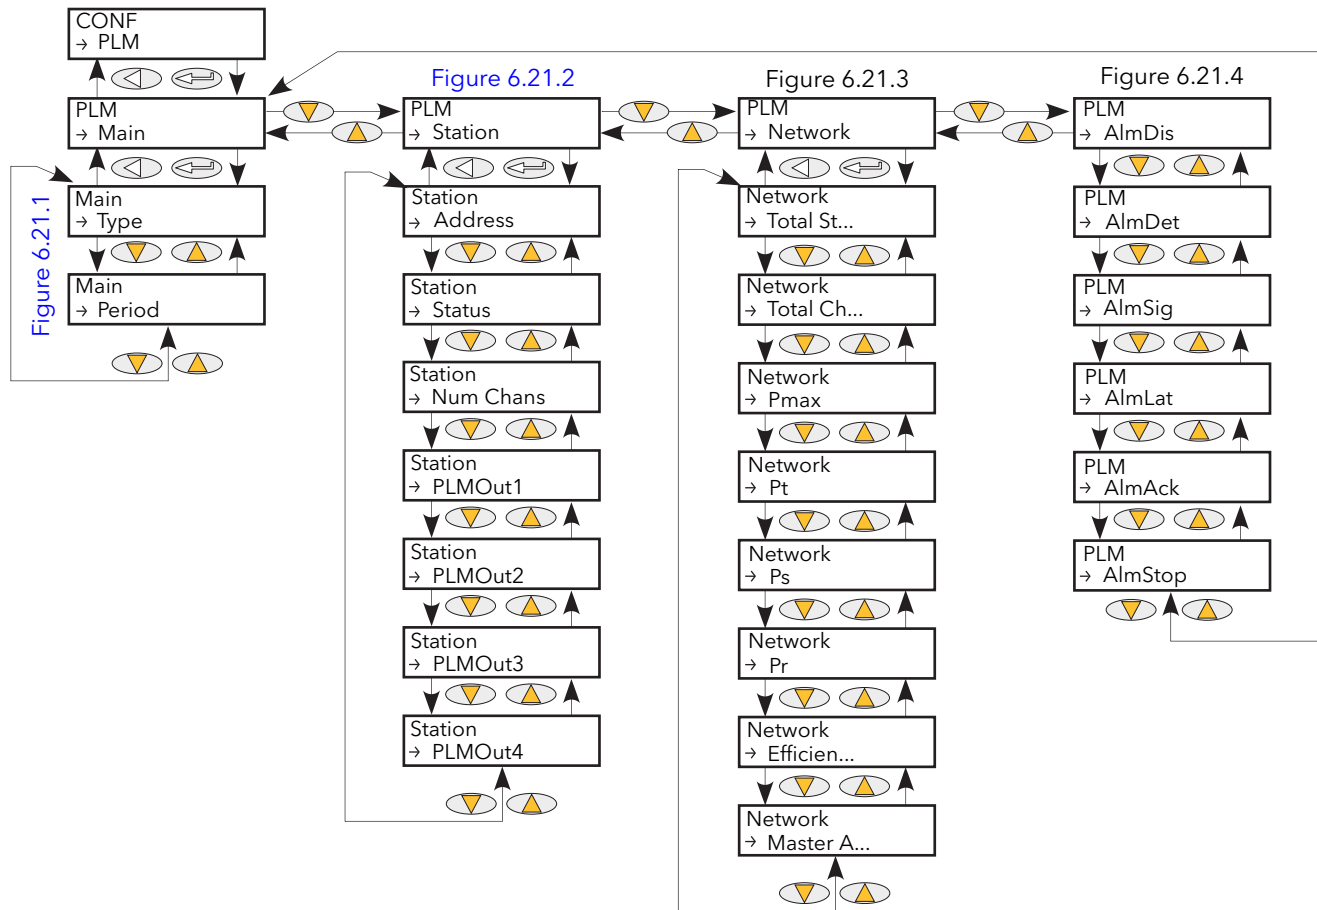 CONF
→ PLM
Figure 6.21.2
Figure 6.21.3
Figure 6.21.4
PLM
→ Main
PLM
→ Station
PLM
→ Network
PLM
→ AlmDis
Figure 6.21.1
Main
→ Type
Main
→ Period
Station
→ Address
Station
→ Status
Station
→ Num Chans
Station
→ PLMOut1
Station
→ PLMOut2
Station
→ PLMOut3
Station
→ PLMOut4
Network
→ Total St...
Network
→ Total Ch...
Network
→ Pmax
Network
→ Pt
Network
→ Ps
Network
→ Pr
Network
→ Efficien...
Network
→ Master A...
PLM
→ AlmDet
PLM
→ AlmSig
PLM
→ AlmLat
PLM
→ AlmAck
PLM
→ AlmStop